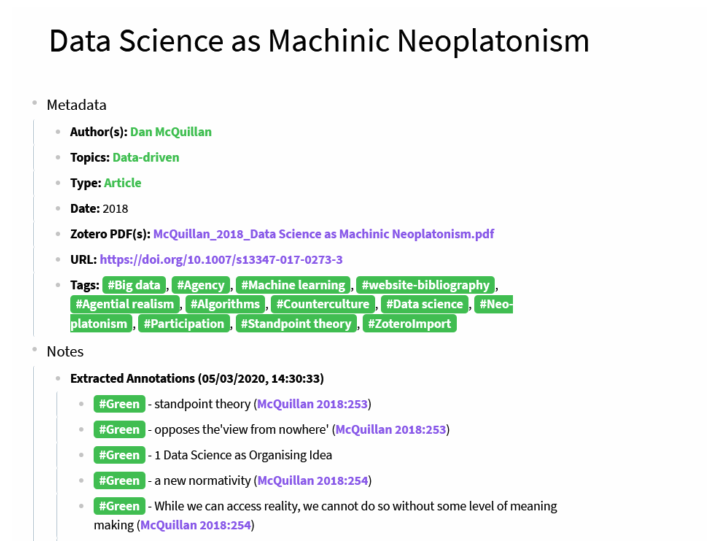 Data Science as Machinic Neoplatonism
Metadata
Author(s): Dan McQuillan
Topics: Data-driven
Type: Article
Date: 2018
Zotero PDF(s): McQuillan_2018_Data Science as Machinic Neoplatonism.pdf
URL: https://doi.org/10.1007/s13347-017-0273-3
Tags: #Big data, #Agency, #Machine learning, #website-bibliography,
#Agential realism, #Algorithms, #Counterculture, #Data science, #Neo-
platonism, #Participation, #Standpoint theory, #ZoteroImport
Notes
Extracted Annotations (05/03/2020, 14:30:33)
#Green - standpoint theory (McQuillan 2018:253)
#Green - opposes the'view from nowhere' (McQuillan 2018:253)
#Green - 1 Data Science as Organising Idea
#Green - a new normativity (McQuillan 2018:254)
#Green - While we can access reality, we cannot do so without some level of meaning
making (McQuillan 2018:254)